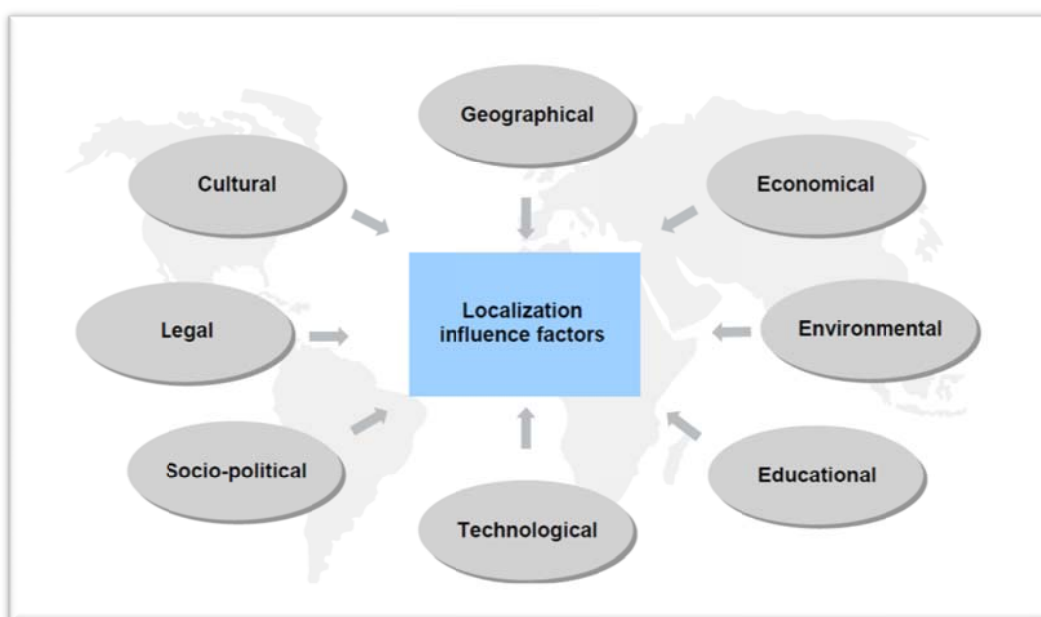 Geographical
Cultural
Economical
Localization
influence factors
Legal
Environmental
Socio-political
Educational
Technological